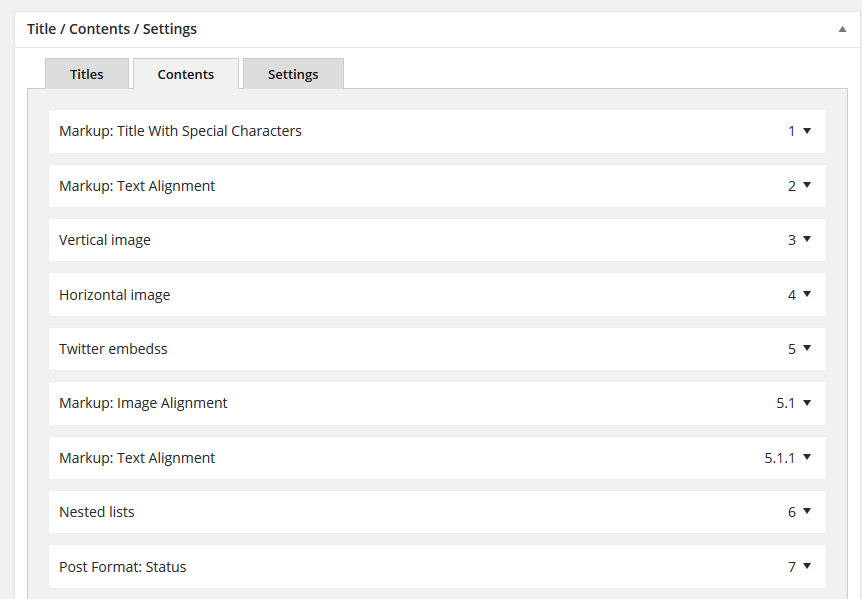 Title / Contents / Settings
Titles Contents Settings
Markup: Title With Special Characters 1
Markup: Text Alignment 2
Vertical image 3
Horizontal image 4
Twitter embedss 5
Markup: Image Alignment 5.1
Markup: Text Alignment 5.1.1
Nested lists 6
Post Format: Status 7